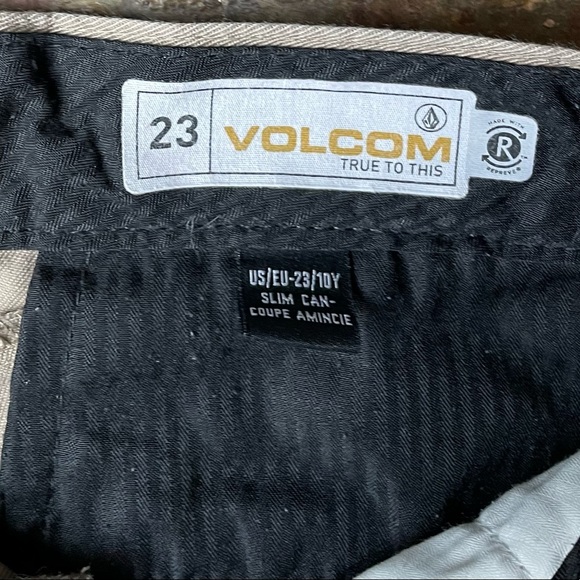 23
VOLCOM
TRUE TO THIS
MADE WITH
R
REPREVE
US/EU-23/10Y
SLIM CAN-
COUPE AMINCIE